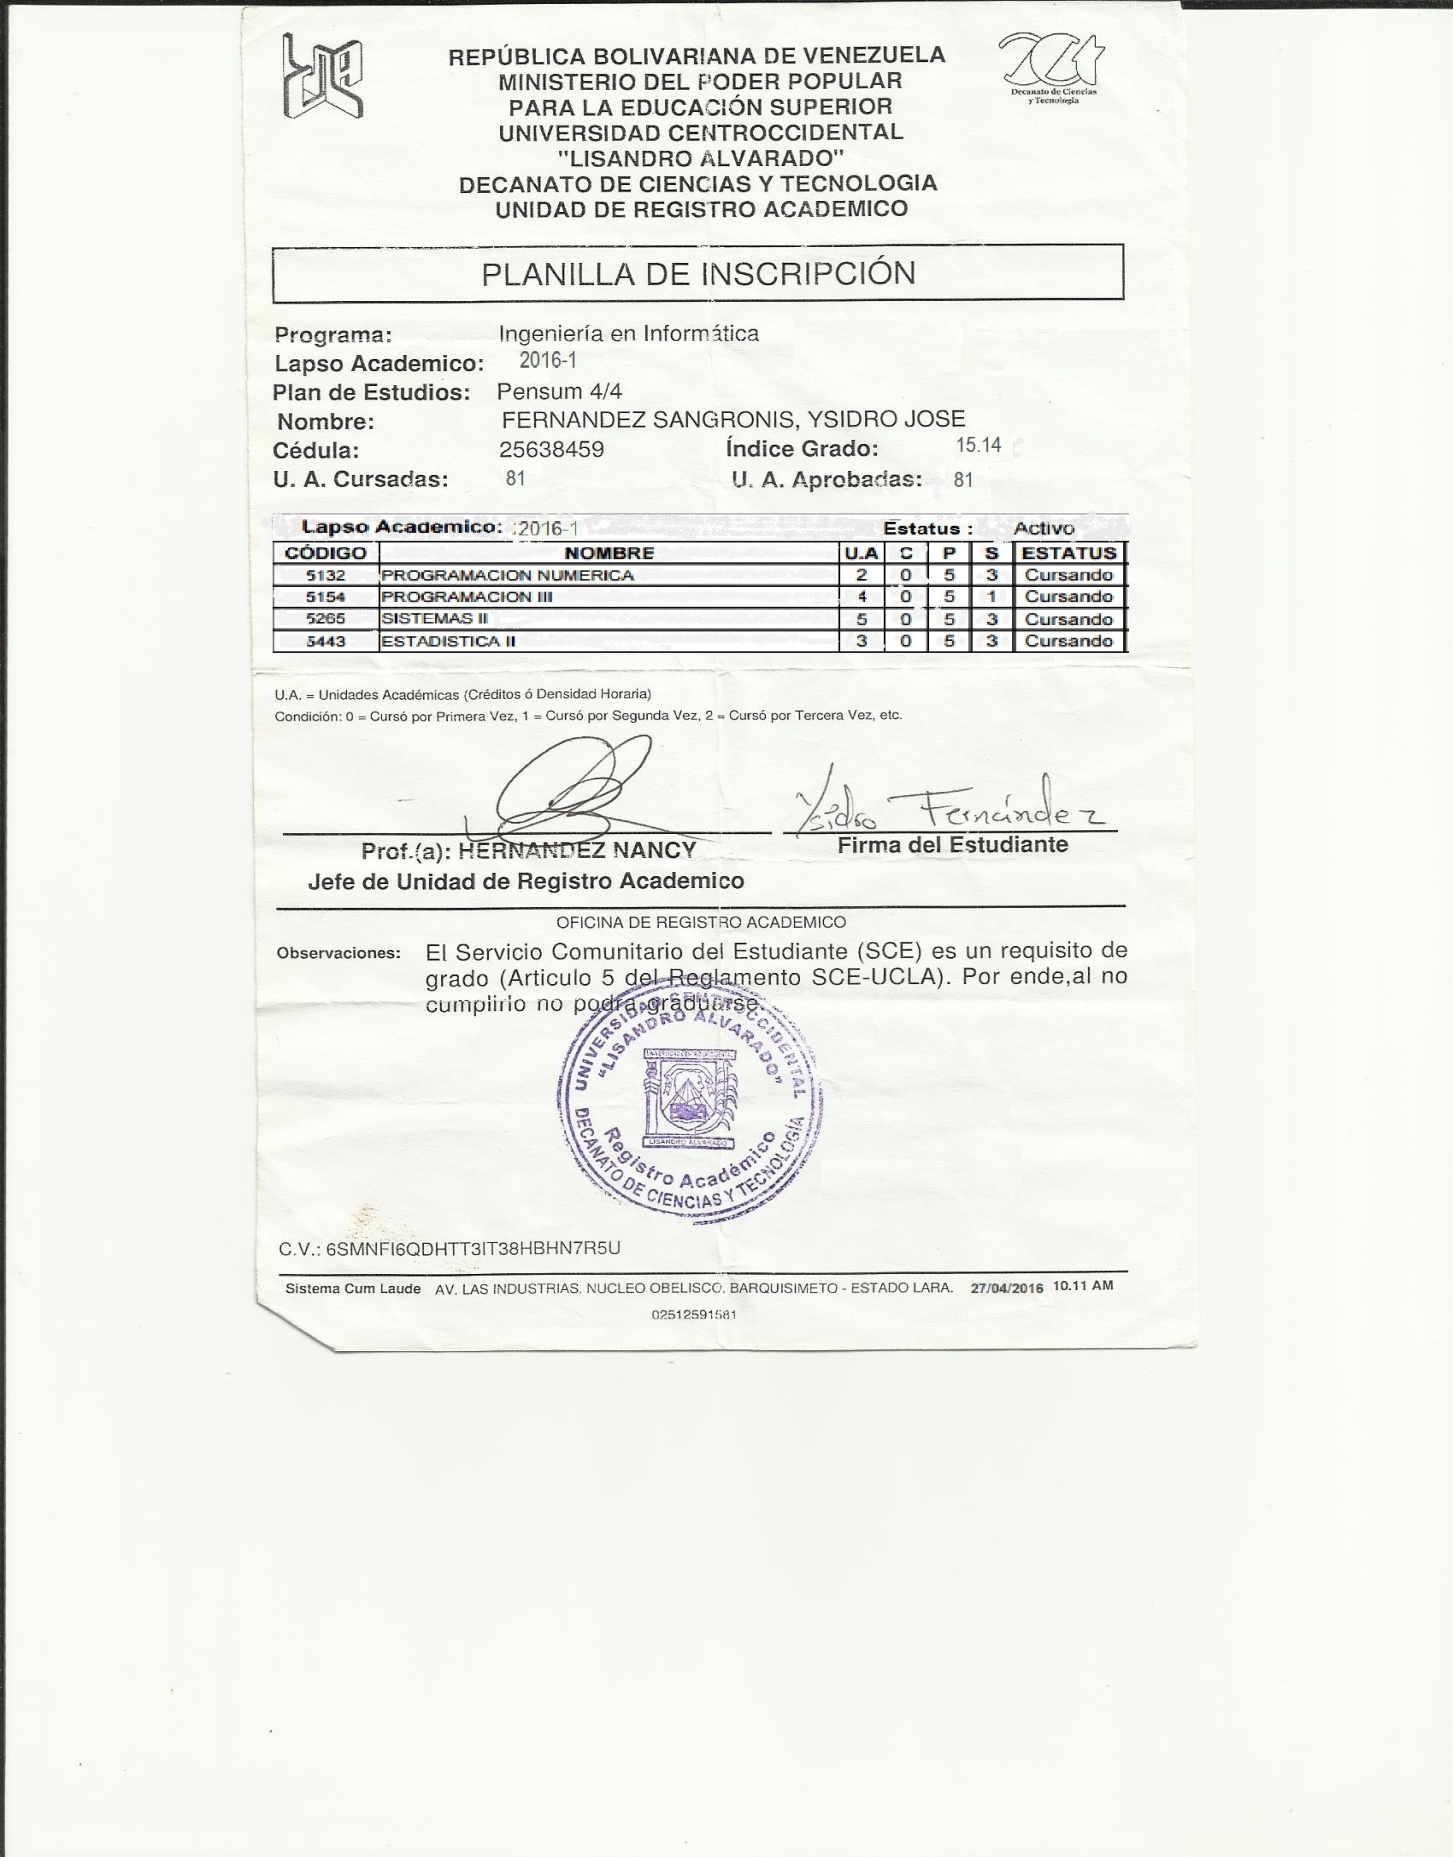 REPÚBLICA BOLIVARIANA DE VENEZUELA
MINISTERIO DEL PODER POPULAR
PARA LA EDUCACIÓN SUPERIOR
UNIVERSIDAD CENTROCCIDENTAL
"LISANDRO ALVARADO"
DECANATO DE CIENCIAS Y TECNOLOGIA
UNIDAD DE REGISTRO ACADEMICO
Decanato de Ciencias
y Tecnología
PLANILLA DE INSCRIPCIÓN
Programa: Ingeniería en Informática
Lapso Academico: 2016-1
Plan de Estudios: Pensum 4/4
Nombre: FERNANDEZ SANGRONIS, YSIDRO JOSE
Cédula: 25638459 Índice Grado: 15.14
U. A. Cursadas: 81 U. A. Aprobadas: 81
Lapso Academico: :2016-1 Estatus : Activo
CÓDIGO NOMBRE U.A C P S ESTATUS
5132 PROGRAMACION NUMERICA 2 0 5 3 Cursando
5154 PROGRAMACION III 4 0 5 1 Cursando
5265 SISTEMAS II 5 0 5 3 Cursando
5443 ESTADISTICA II 3 0 5 3 Cursando
U.A. = Unidades Académicas (Créditos ó Densidad Horaria)
Condición: 0 = Cursó por Primera Vez, 1 = Cursó por Segunda Vez, 2 = Cursó por Tercera Vez, etc.
Ysidro Fernández
Prof.(a): HERNANDEZ NANCY Firma del Estudiante
Jefe de Unidad de Registro Academico
OFICINA DE REGISTRO ACADEMICO
Observaciones: El Servicio Comunitario del Estudiante (SCE) es un requisito de
grado (Articulo 5 del Reglamento SCE-UCLA). Por ende,al no
cumplirlo no podrá graduarse.
UNIVERSIDAD CENTROCCIDENTAL
"LISANDRO ALVARADO"
LISANDRO ALVARADO
Registro Académico
DECANATO DE CIENCIAS Y TECNOLOGÍA
C.V.: 6SMNFI6QDHTT3IT38HBHN7R5U
Sistema Cum Laude AV. LAS INDUSTRIAS. NUCLEO OBELISCO. BARQUISIMETO - ESTADO LARA. 27/04/2016 10.11 AM
02512591581